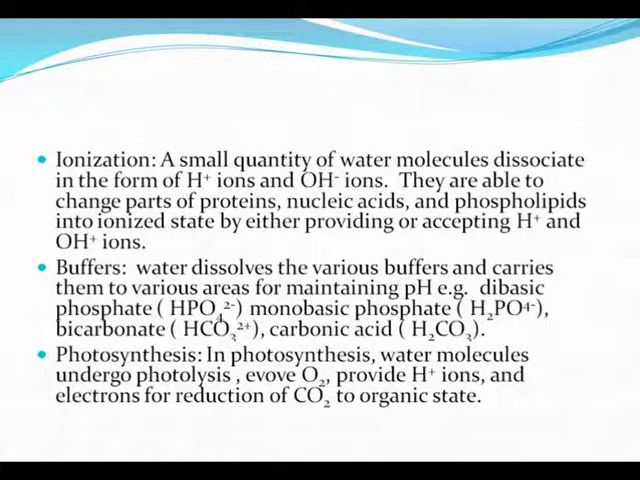 • Ionization: A small quantity of water molecules dissociate
in the form of H⁺ ions and OH⁻ ions. They are able to
change parts of proteins, nucleic acids, and phospholipids
into ionized state by either providing or accepting H⁺ and
OH⁺ ions.
• Buffers: water dissolves the various buffers and carries
them to various areas for maintaining pH e.g. dibasic
phosphate ( HPO₄²⁻) monobasic phosphate ( H₂PO⁴⁻),
bicarbonate ( HCO₃²⁺), carbonic acid ( H₂CO₃).
• Photosynthesis: In photosynthesis, water molecules
undergo photolysis , evove O₂, provide H⁺ ions, and
electrons for reduction of CO₂ to organic state.